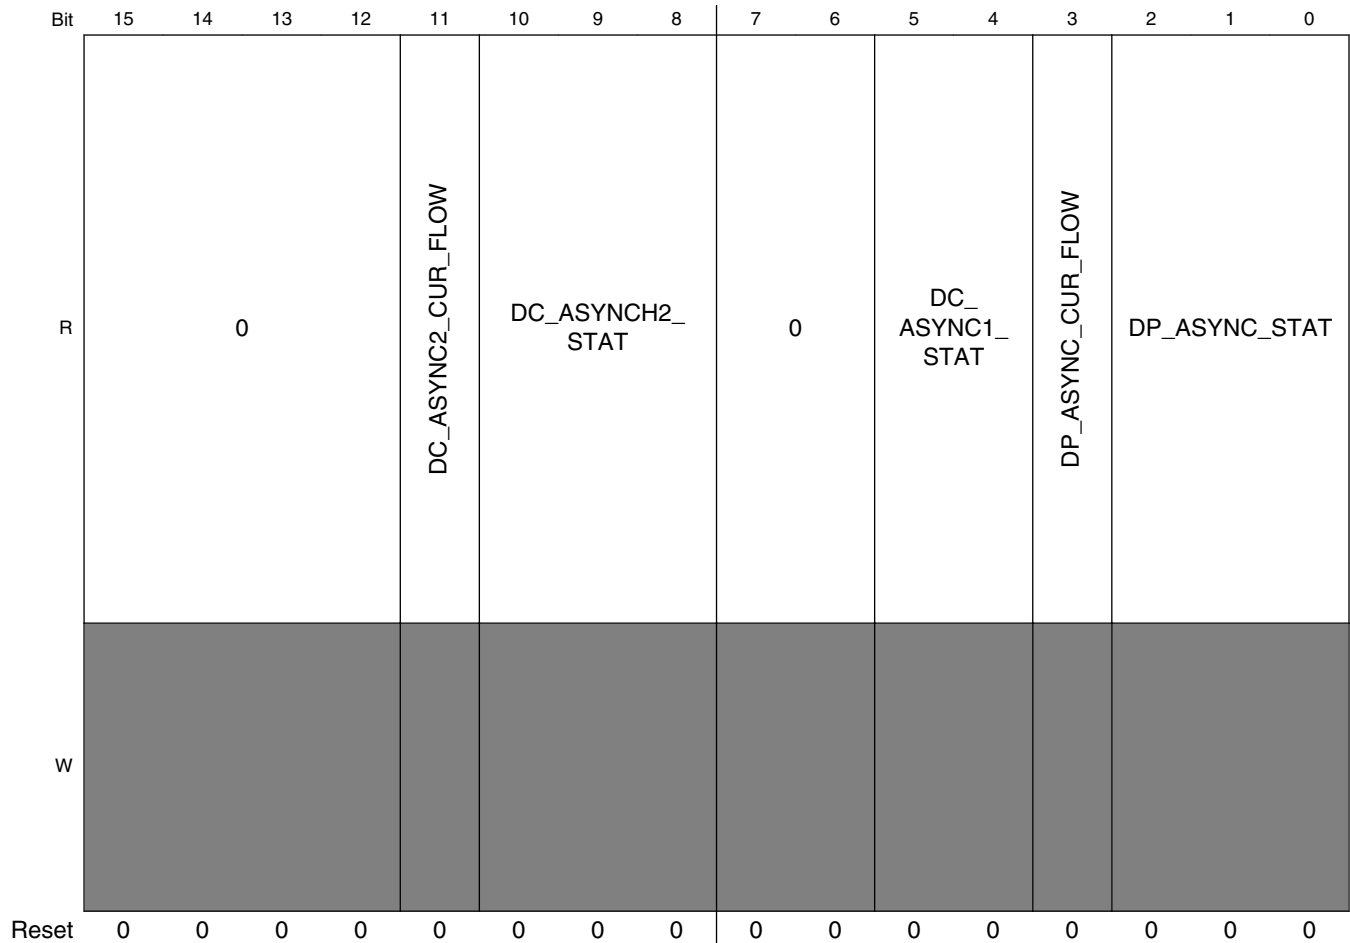 Bit 15 14 13 12 11 10 9 8 7 6 5 4 3 2 1 0
R
0
DC_ASYNC2_CUR_FLOW
DC_ASYNCH2_
STAT
0
DC_
ASYNC1_
STAT
DP_ASYNC_CUR_FLOW
DP_ASYNC_STAT
W
Reset 0 0 0 0 0 0 0 0 0 0 0 0 0 0 0 0